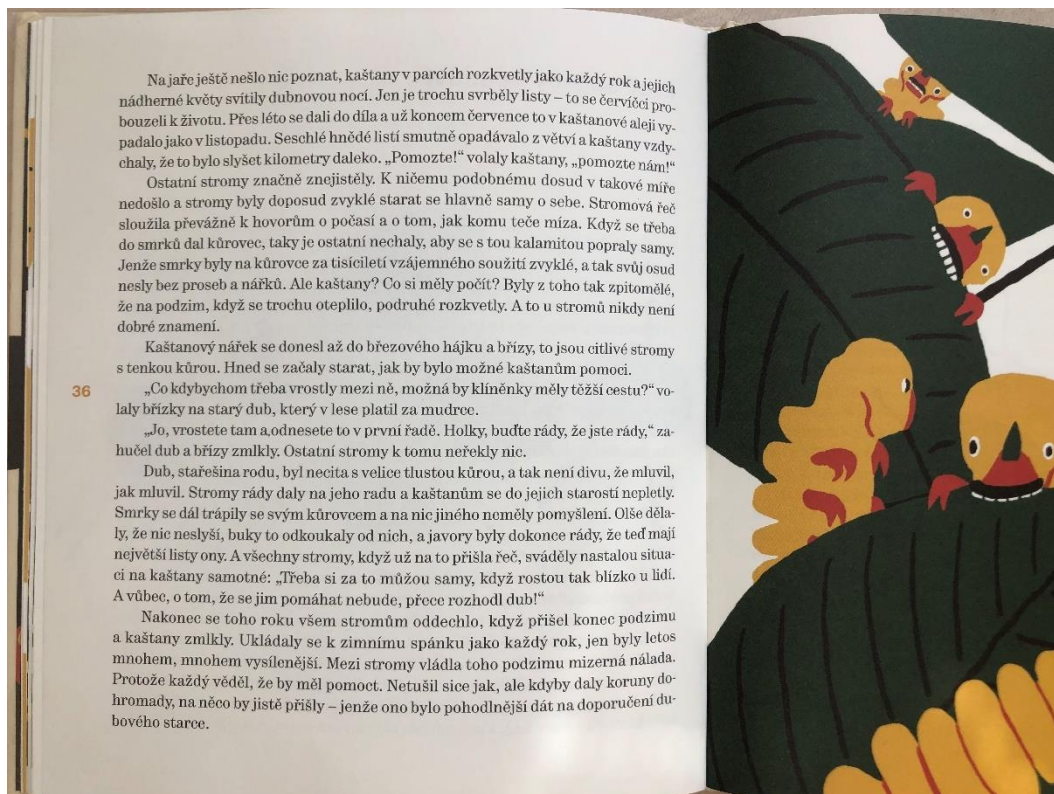 Na jaře ještě nešlo nic poznat, kaštany v parcích rozkvetly jako každý rok a jejich
nádherné květy svítily dubnovou nocí. Jen je trochu svrběly listy – to se červíčci pro-
bouzeli k životu. Přes léto se dali do díla a už koncem července to v kaštanové aleji vy-
padalo jako v listopadu. Seschlé hnědé listí smutně opadávalo z větví a kaštany vzdy-
chaly, že to bylo slyšet kilometry daleko. „Pomozte!“ volaly kaštany, „pomozte nám!“
Ostatní stromy značně znejistěly. K ničemu podobnému dosud v takové míře
nedošlo a stromy byly doposud zvyklé starat se hlavně samy o sebe. Stromová řeč
sloužila převážně k hovorům o počasí a o tom, jak komu teče míza. Když se třeba
do smrků dal kůrovec, taky je ostatní nechaly, aby se s tou kalamitou popraly samy.
Jenže smrky byly na kůrovce za tisíciletí vzájemného soužití zvyklé, a tak svůj osud
nesly bez proseb a nářků. Ale kaštany? Co si měly počít? Byly z toho tak zpitomělé,
že na podzim, když se trochu oteplilo, podruhé rozkvetly. A to u stromů nikdy není
dobré znamení.
Kaštanový nářek se donesl až do březového hájku a břízy, to jsou citlivé stromy
s tenkou kůrou. Hned se začaly starat, jak by bylo možné kaštanům pomoci.
36
„Co kdybychom třeba vrostly mezi ně, možná by klíněnky měly těžší cestu?“ vo-
laly břízky na starý dub, který v lese platil za mudrce.
„Jo, vrostete tam a,odnesete to v první řadě. Holky, buďte rády, že jste rády,“ za-
hučel dub a břízy zmlkly. Ostatní stromy k tomu neřekly nic.
Dub, stařešina rodu, byl necita s velice tlustou kůrou, a tak není divu, že mluvil,
jak mluvil. Stromy rády daly na jeho radu a kaštanům se do jejich starostí nepletly.
Smrky se dál trápily se svým kůrovcem a na nic jiného neměly pomyšlení. Olše děla-
ly, že nic neslyší, buky to odkoukaly od nich, a javory byly dokonce rády, že teď mají
největší listy ony. A všechny stromy, když už na to přišla řeč, sváděly nastalou situa-
ci na kaštany samotné: „Třeba si za to můžou samy, když rostou tak blízko u lidí.
A vůbec, o tom, že se jim pomáhat nebude, přece rozhodl dub!“
Nakonec se toho roku všem stromům oddechlo, když přišel konec podzimu
a kaštany zmlkly. Ukládaly se k zimnímu spánku jako každý rok, jen byly letos
mnohem, mnohem vysílenější. Mezi stromy vládla toho podzimu mizerná nálada.
Protože každý věděl, že by měl pomoct. Netušil sice jak, ale kdyby daly koruny do-
hromady, na něco by jistě přišly – jenže ono bylo pohodlnější dát na doporučení du-
bového starce.